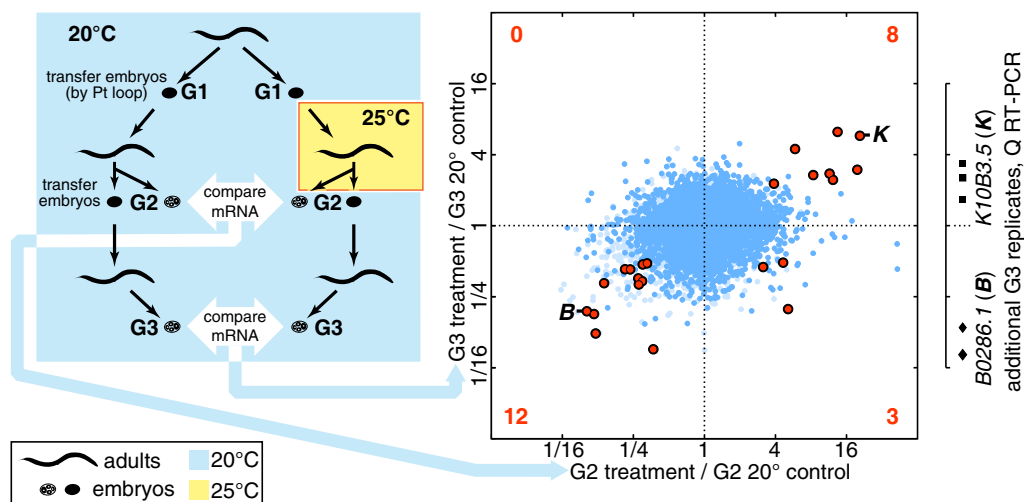 20°C
transfer embryos
(by Pt loop)
G1
G1
25°C
transfer
embryos
G2
compare
mRNA
G2
G3
compare
mRNA
G3
adults
embryos
20°C
25°C
0
8
12
3
K
B
G3 treatment / G3 20° control
16
4
1
1/4
1/16
1/16
1/4
1
4
16
G2 treatment / G2 20° control
B0286.1 (B)
K10B3.5 (K)
additional G3 replicates, Q RT-PCR